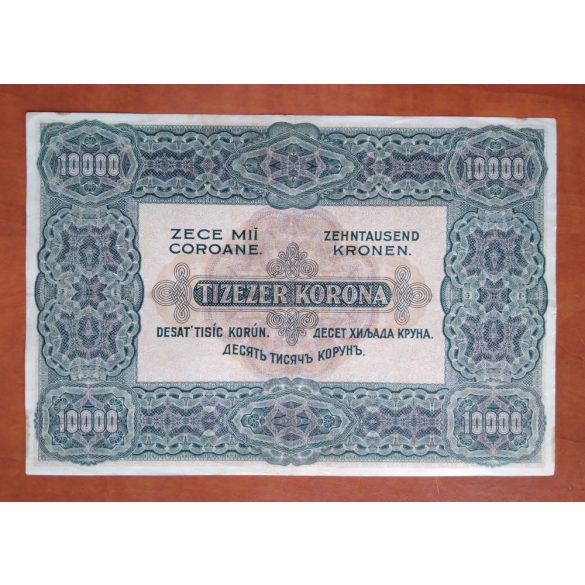 10000
10000
ZECE MIĬ
COROANE.
ZEHNTAUSEND
KRONEN.
TIZEZER KORONA
DESAT' TISÍC KORÚN.
ДЕСЕТ ХИЉАДА КРУНА.
ДЕСЯТЬ ТИСЯЧЪ КОРУНЪ.
10000
10000